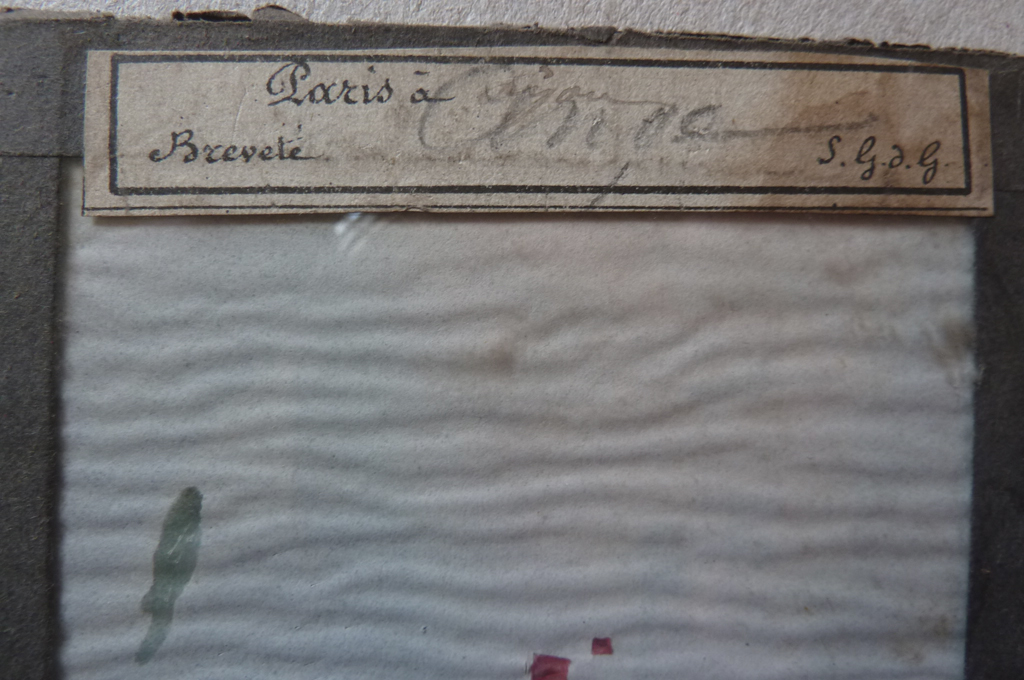 Paris à
Breveté S. G. d. G.